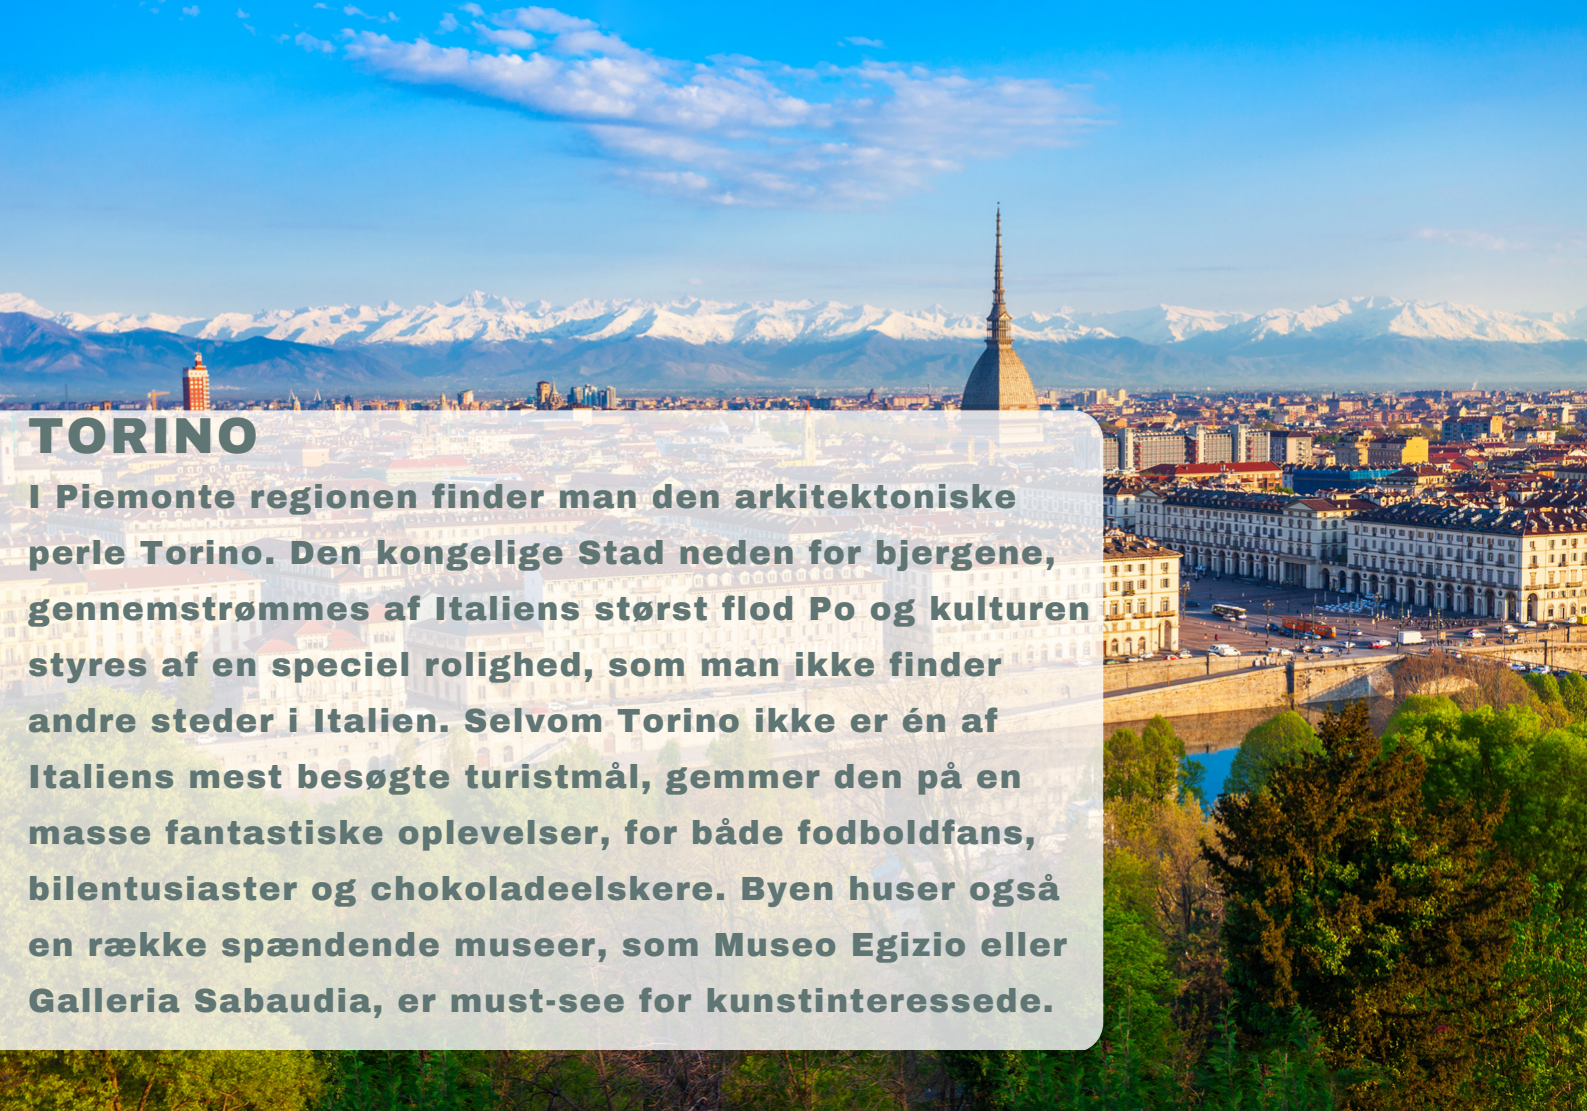 TORINO
I Piemonte regionen finder man den arkitektoniske
perle Torino. Den kongelige Stad neden for bjergene,
gennemstrømmes af Italiens størst flod Po og kulturen
styres af en speciel rolighed, som man ikke finder
andre steder i Italien. Selvom Torino ikke er én af
Italiens mest besøgte turistmål, gemmer den på en
masse fantastiske oplevelser, for både fodboldfans,
bilentusiaster og chokoladeelskere. Byen huser også
en række spændende museer, som Museo Egizio eller
Galleria Sabaudia, er must-see for kunstinteressede.